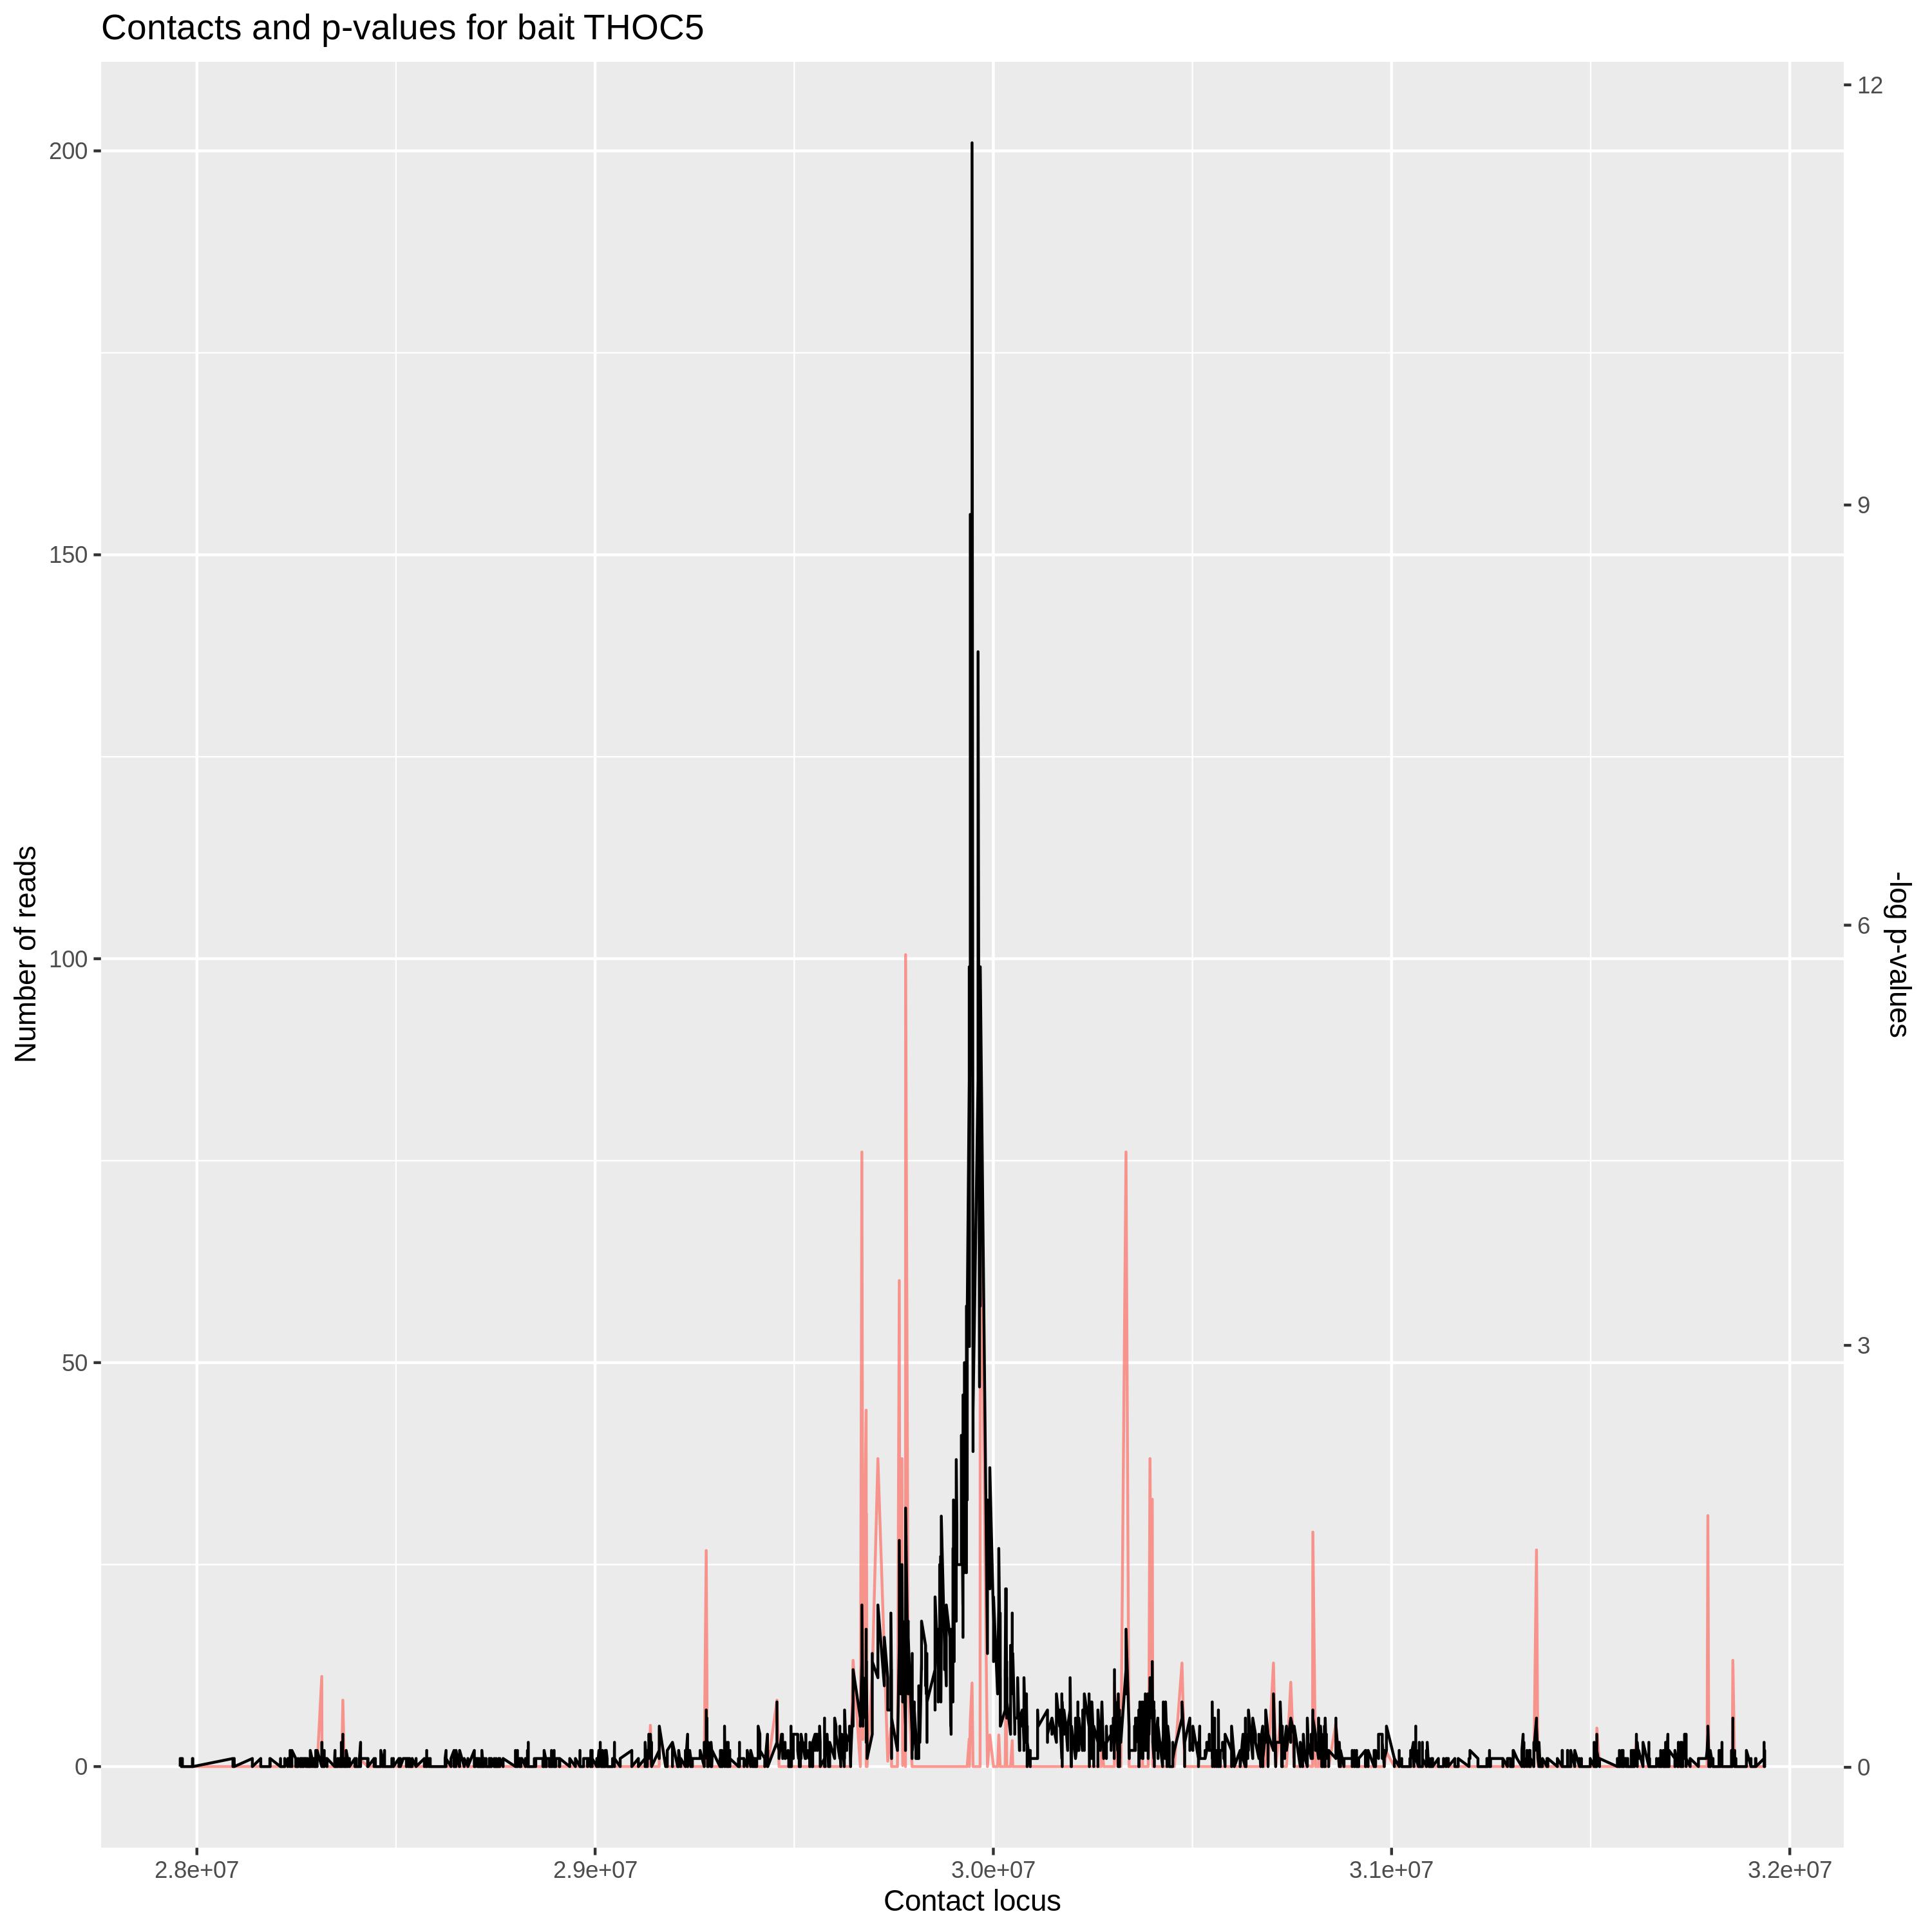 Contacts and p-values for bait THOC5
Number of reads
200
150
100
50
0
12
9
6
3
0
-log p-values
2.8e+07 2.9e+07 3.0e+07 3.1e+07 3.2e+07
Contact locus